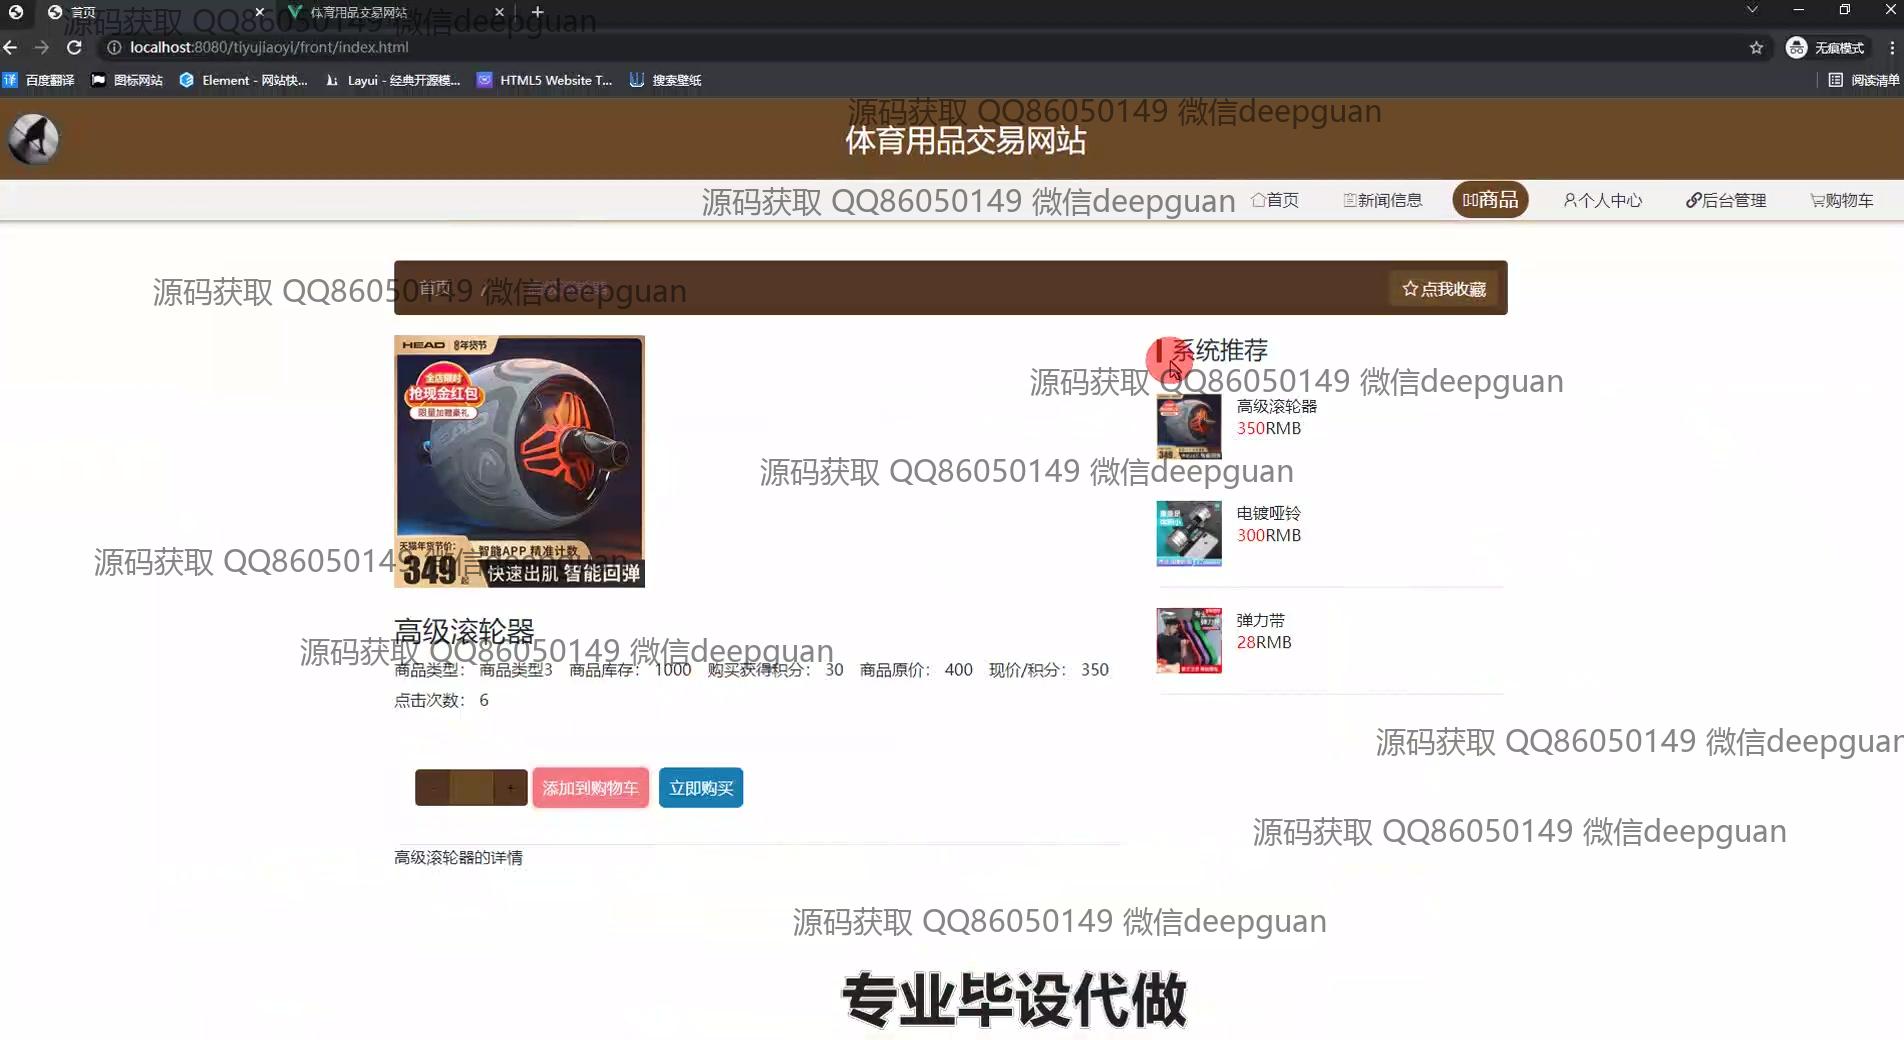 首页
体育用品交易网站
源码获取 QQ86050149 微信deepguan
localhost:8080/tiyujiaoyi/front/index.html
无痕模式
百度翻译
图标网站
Element - 网站快...
Layui - 经典开源模...
HTML5 Website T...
搜索壁纸
阅读清单
源码获取 QQ86050149 微信deepguan
体育用品交易网站
源码获取 QQ86050149 微信deepguan
首页
新闻信息
商品
个人中心
后台管理
购物车
源码获取 QQ86050149 微信deepguan
首页 /
点我收藏
HEAD 年货节
全店限时
抢现金红包
限量加赠豪礼
天猫年货节价:
349起
智能APP 精准计数
快速出肌 智能回弹
系统推荐
源码获取 QQ86050149 微信deepguan
高级滚轮器
350RMB
源码获取 QQ86050149 微信deepguan
电镀哑铃
300RMB
源码获取 QQ86050149 微信deepguan
弹力带
28RMB
高级滚轮器
源码获取 QQ86050149 微信deepguan
商品类型： 商品类型3 商品库存： 1000 购买获得积分： 30 商品原价： 400 现价/积分： 350
点击次数： 6
源码获取 QQ86050149 微信deepguan
- +
添加到购物车
立即购买
源码获取 QQ86050149 微信deepguan
高级滚轮器的详情
源码获取 QQ86050149 微信deepguan
专业毕设代做